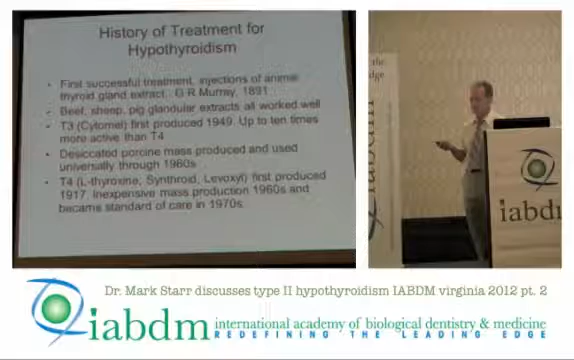 History of Treatment for
Hypothyroidism
• First successful treatment, injections of animal
thyroid gland extract. G R Murray, 1891
• Beef, sheep, pig glandular extracts all worked well
• T3 (Cytomel) first produced 1949. Up to ten times
more active than T4
• Desiccated porcine mass produced and used
universally through 1960s
• T4 (L-thyroxine, Synthroid, Levoxyl) first produced
1917. Inexpensive mass production 1960s and
became standard of care in 1970s.
the
dge
iabdm
iabdm
Dr. Mark Starr discusses type II hypothyroidism IABDM virginia 2012 pt. 2
iabdm international academy of biological dentistry & medicine
REDEFINING THE LEADING EDGE